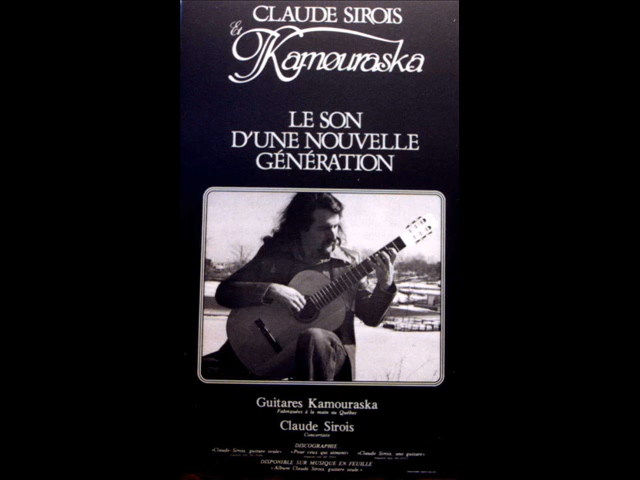 CLAUDE SIROIS
Et
Kamouraska
LE SON
D'UNE NOUVELLE
GÉNÉRATION
Guitares Kamouraska
Fabriquées à la main au Québec
Claude Sirois
Concertiste
DISCOGRAPHIE
«Claude Sirois, guitare seule» «Pour ceux qui aiment» «Claude Sirois, une guitare»
DISPONIBLE SUR MUSIQUE EN FEUILLE
«Album Claude Sirois, guitare seule»